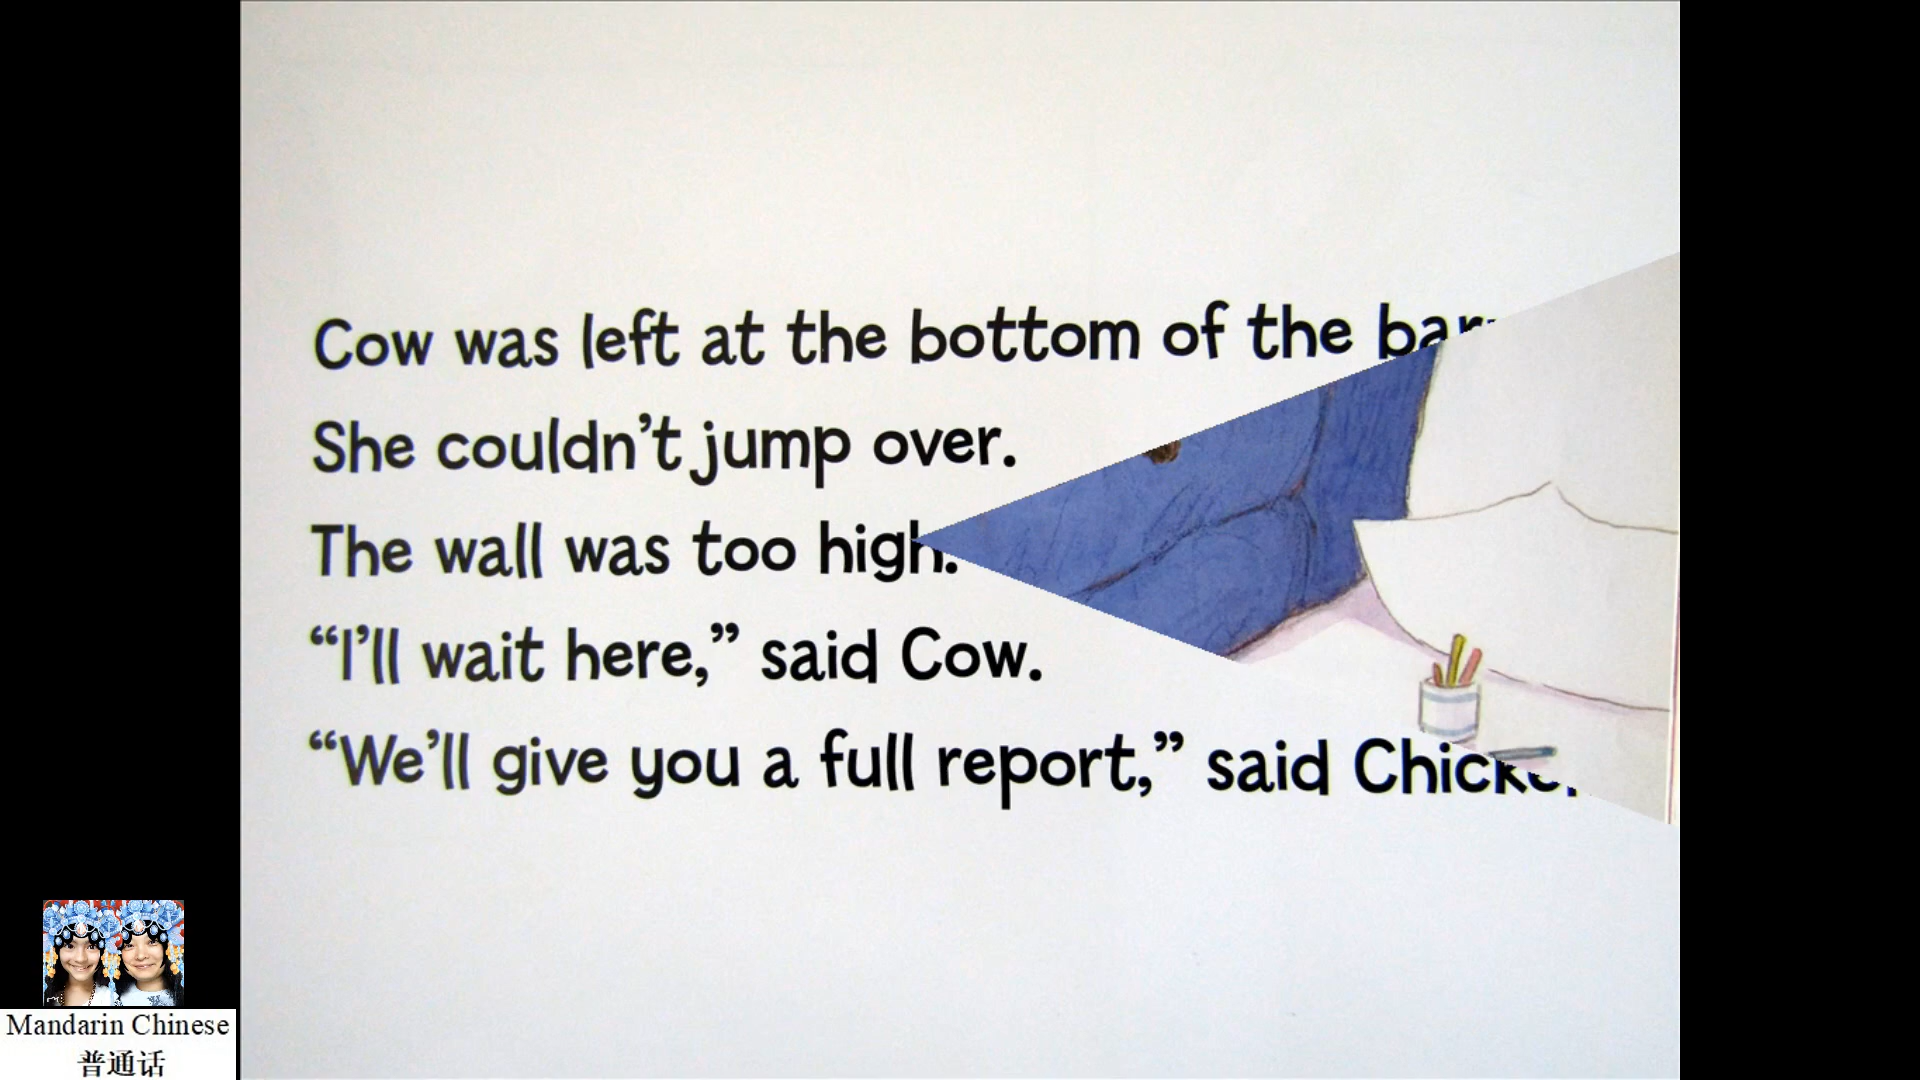 Cow was left at the bottom of the
She couldn't jump over.
The wall was too high.
“I'll wait here,” said Cow.
“We'll give you a full report,” said
Mandarin Chinese
普通话